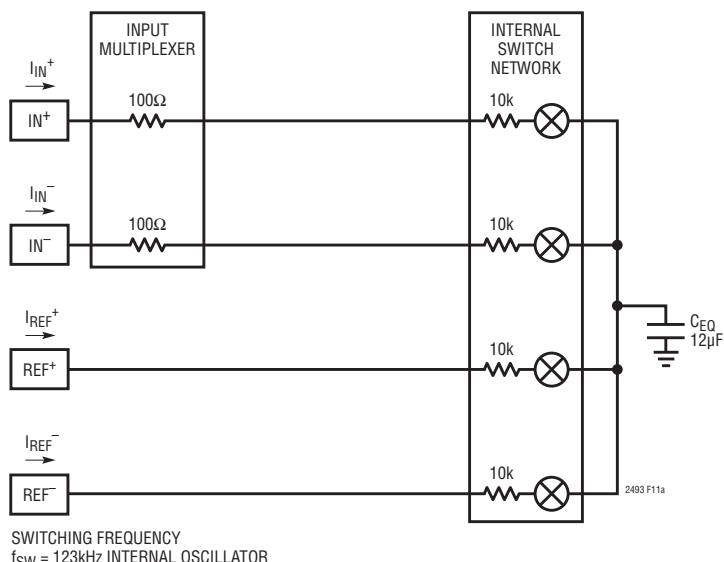 INPUT
MULTIPLEXER
INTERNAL
SWITCH
NETWORK
IIN+
100Ω
10k
IN+
IIN−
100Ω
10k
IN−
IREF+
10k
REF+
CEQ
12µF
IREF−
10k
REF−
2493 F11a
SWITCHING FREQUENCY
fSW = 123kHz INTERNAL OSCILLATOR